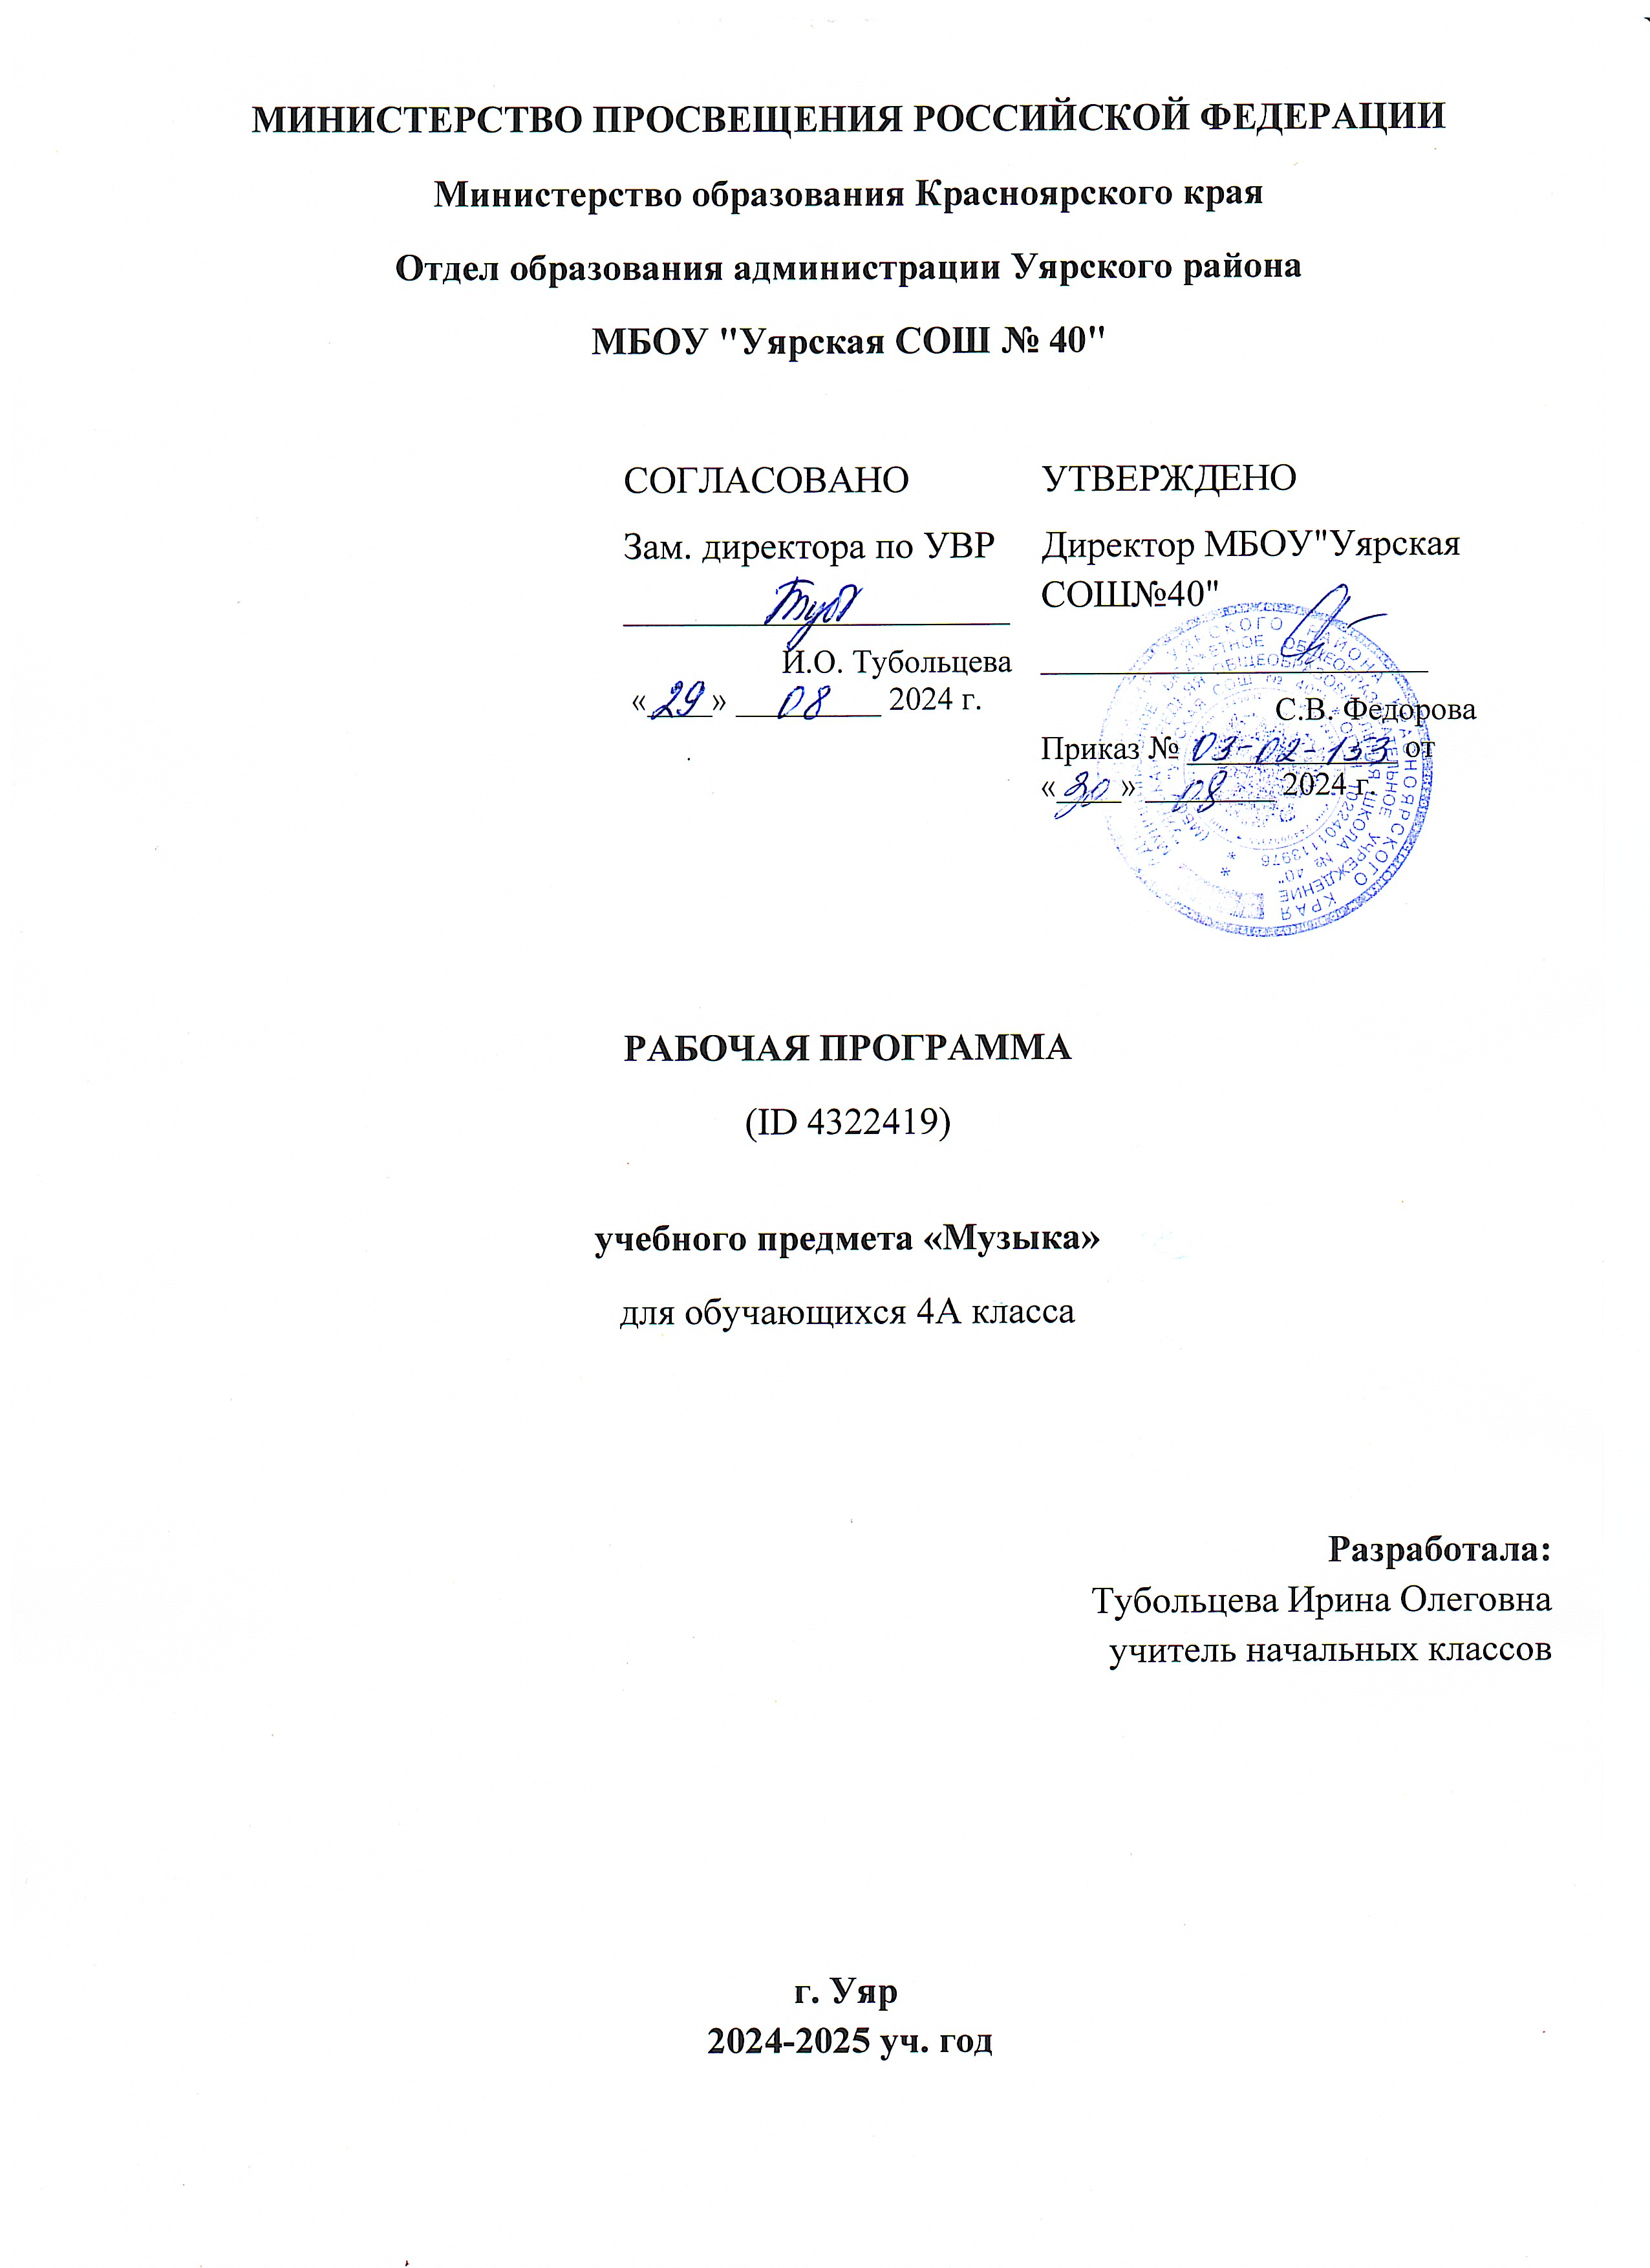 МИНИСТЕРСТВО ПРОСВЕЩЕНИЯ РОССИЙСКОЙ ФЕДЕРАЦИИ
Министерство образования Красноярского края
Отдел образования администрации Уярского района
МБОУ "Уярская СОШ № 40"
СОГЛАСОВАНО
Зам. директора по УВР
И.О. Тубольцева
«29» 08 2024 г.
УТВЕРЖДЕНО
Директор МБОУ"Уярская
СОШ№40"
С.В. Федорова
Приказ № 03-02-133 от
«30» 08 2024 г.
РАБОЧАЯ ПРОГРАММА
(ID 4322419)
учебного предмета «Музыка»
для обучающихся 4А класса
Разработала:
Тубольцева Ирина Олеговна
учитель начальных классов
г. Уяр
2024-2025 уч. год